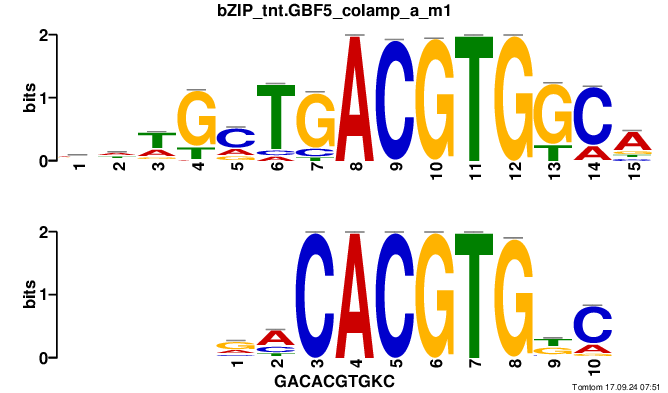 bZIP_tnt.GBF5_colamp_a_m1
2
1
0
bits
T G C T G A C G T G G C A
1 2 3 4 5 6 7 8 9 10 11 12 13 14 15
2
1
0
bits
G A C A C G T G T C
1 2 3 4 5 6 7 8 9 10
GACACGTGKC
Tomtom 17.09.24 07:51